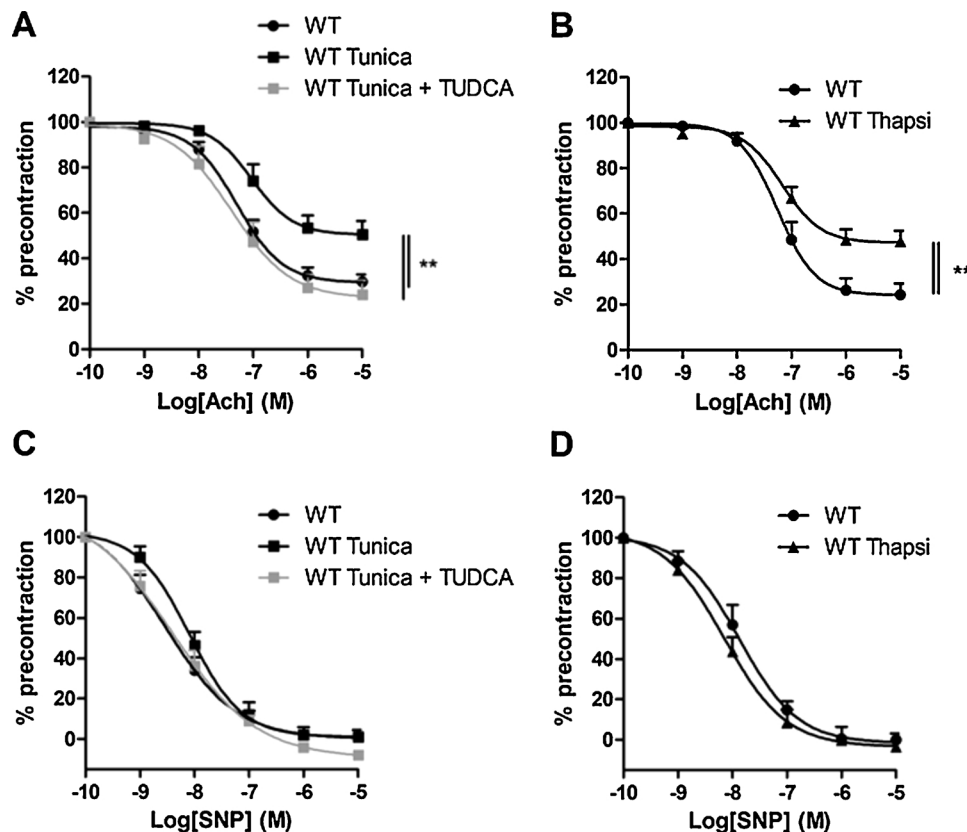 A
WT
WT Tunica
WT Tunica + TUDCA
% precontraction
120
100
80
60
40
20
0
**
-10 -9 -8 -7 -6 -5
Log[Ach] (M)
B
WT
WT Thapsi
% precontraction
120
100
80
60
40
20
0
**
-10 -9 -8 -7 -6 -5
Log[Ach] (M)
C
WT
WT Tunica
WT Tunica + TUDCA
% precontraction
120
100
80
60
40
20
0
-10 -9 -8 -7 -6 -5
Log[SNP] (M)
D
WT
WT Thapsi
% precontraction
120
100
80
60
40
20
0
-10 -9 -8 -7 -6 -5
Log[SNP] (M)